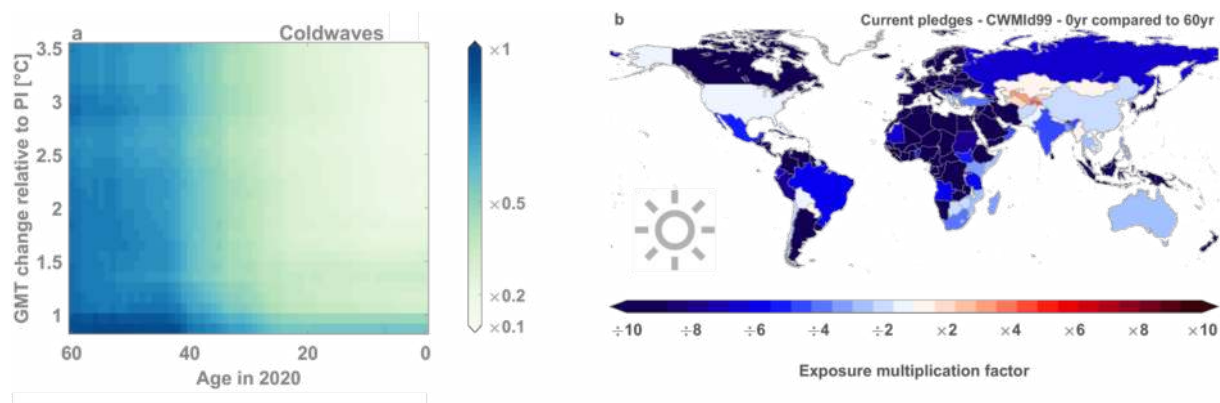 a Coldwaves
GMT change relative to PI [°C]
3.5
3
2.5
2
1.5
1
60 40 20 0
Age in 2020
×1
×0.5
×0.2
×0.1
b Current pledges - CWMId99 - 0yr compared to 60yr
÷10 ÷8 ÷6 ÷4 ÷2 ×2 ×4 ×6 ×8 ×10
Exposure multiplication factor